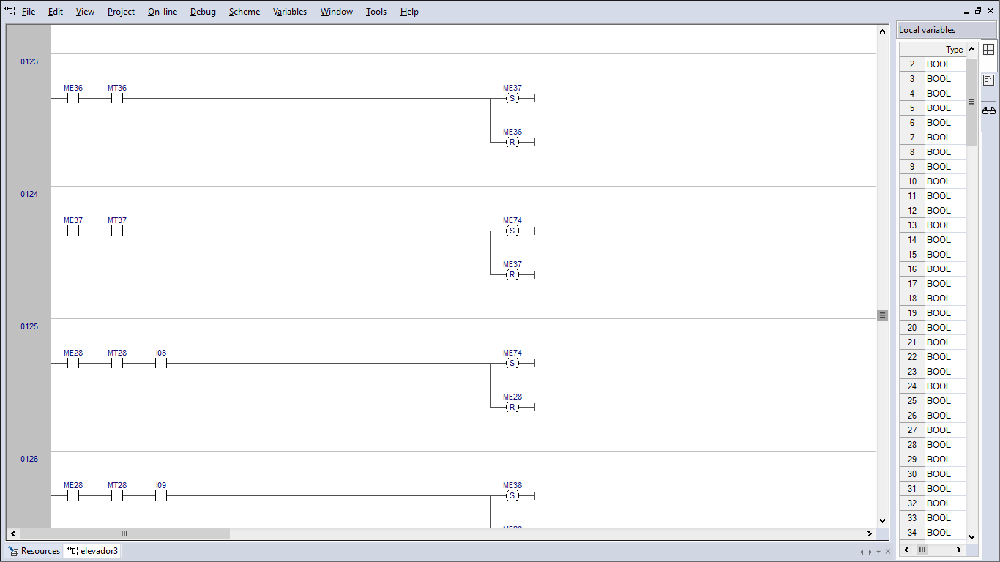 File Edit View Project On-line Debug Scheme Variables Window Tools Help
Local variables
Type
0123
ME36 MT36 ME37
S
ME36
R
0124
ME37 MT37 ME74
S
ME37
R
0125
ME28 MT28 I08 ME74
S
ME28
R
0126
ME28 MT28 I09 ME38
S
2 BOOL
3 BOOL
4 BOOL
5 BOOL
6 BOOL
7 BOOL
8 BOOL
9 BOOL
10 BOOL
11 BOOL
12 BOOL
13 BOOL
14 BOOL
15 BOOL
16 BOOL
17 BOOL
18 BOOL
19 BOOL
20 BOOL
21 BOOL
22 BOOL
23 BOOL
24 BOOL
25 BOOL
26 BOOL
27 BOOL
28 BOOL
29 BOOL
30 BOOL
31 BOOL
32 BOOL
33 BOOL
34 BOOL
Resources elevador3